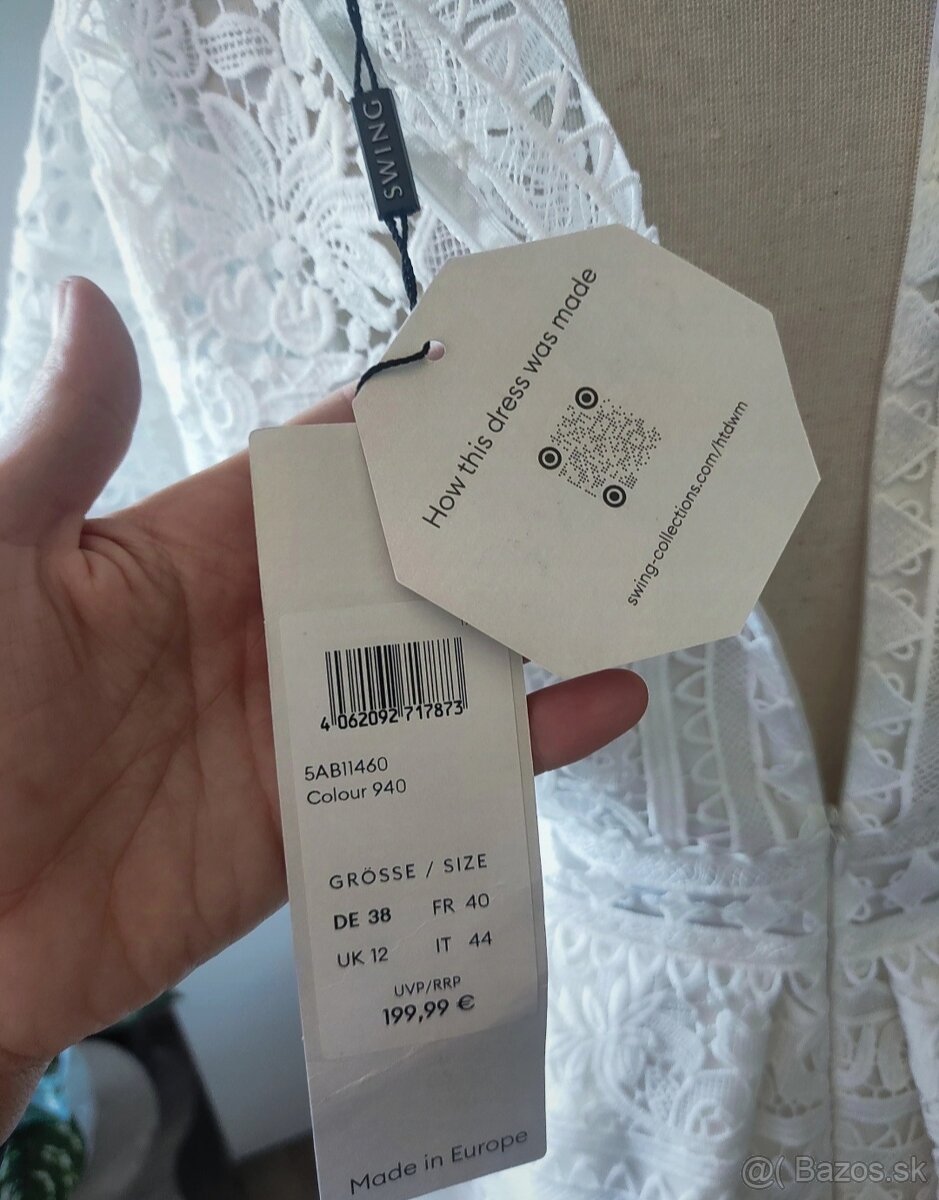 SWING
How this dress was made
swing-collections.com/htdwm
4 062092 717873
5AB11460
Colour 940
GRÖSSE / SIZE
DE 38 FR 40
UK 12 IT 44
UVP/RRP
199,99 €
Made in Europe
@( Bazos.sk